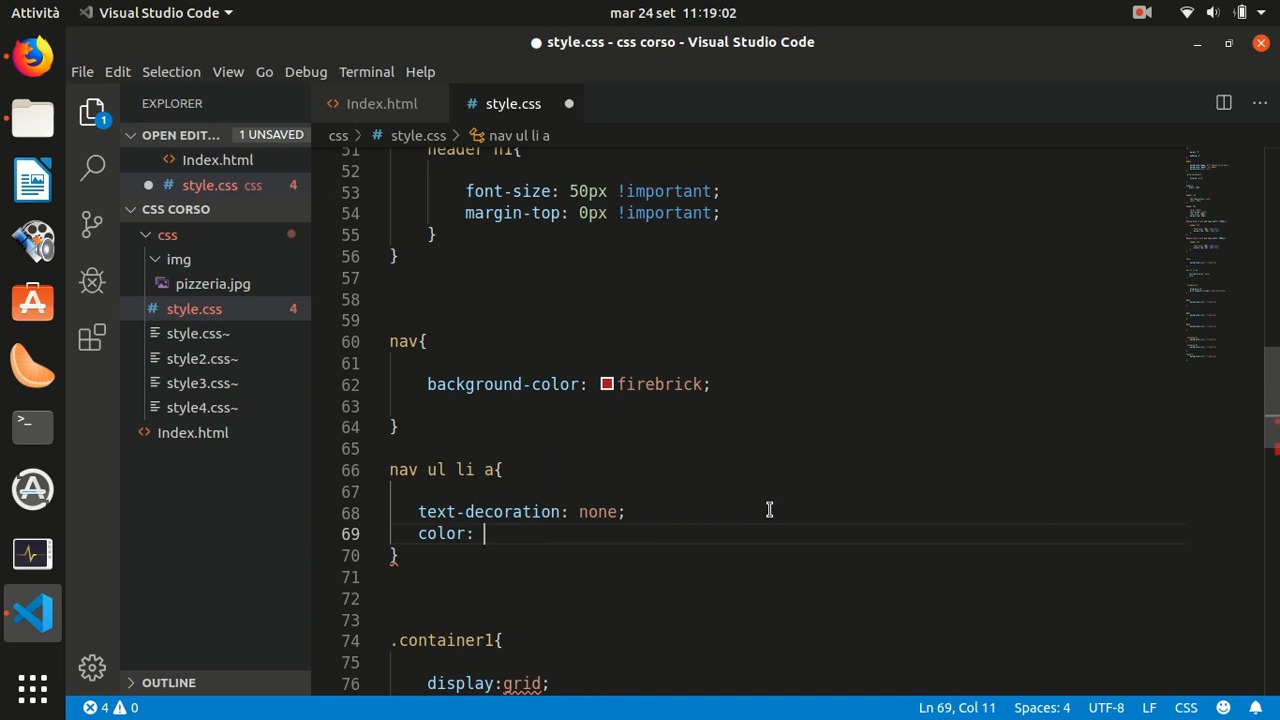 Attività Visual Studio Code mar 24 set 11:19:02
style.css - css corso - Visual Studio Code
File Edit Selection View Go Debug Terminal Help
EXPLORER <> Index.html # style.css
OPEN EDIT... 1 UNSAVED css > # style.css > nav ul li a
<> Index.html
# style.css css 4
CSS CORSO
css
img
pizzeria.jpg
# style.css 4
style.css~
style2.css~
style3.css~
style4.css~
<> Index.html
OUTLINE
1
51 header h1{
52
53 font-size: 50px !important;
54 margin-top: 0px !important;
55 }
56 }
57
58
59
60 nav{
61
62 background-color: firebrick;
63
64 }
65
66 nav ul li a{
67
68 text-decoration: none;
69 color:
70 }
71
72
73
74 .container1{
75
76 display:grid;
4 0 Ln 69, Col 11 Spaces: 4 UTF-8 LF CSS